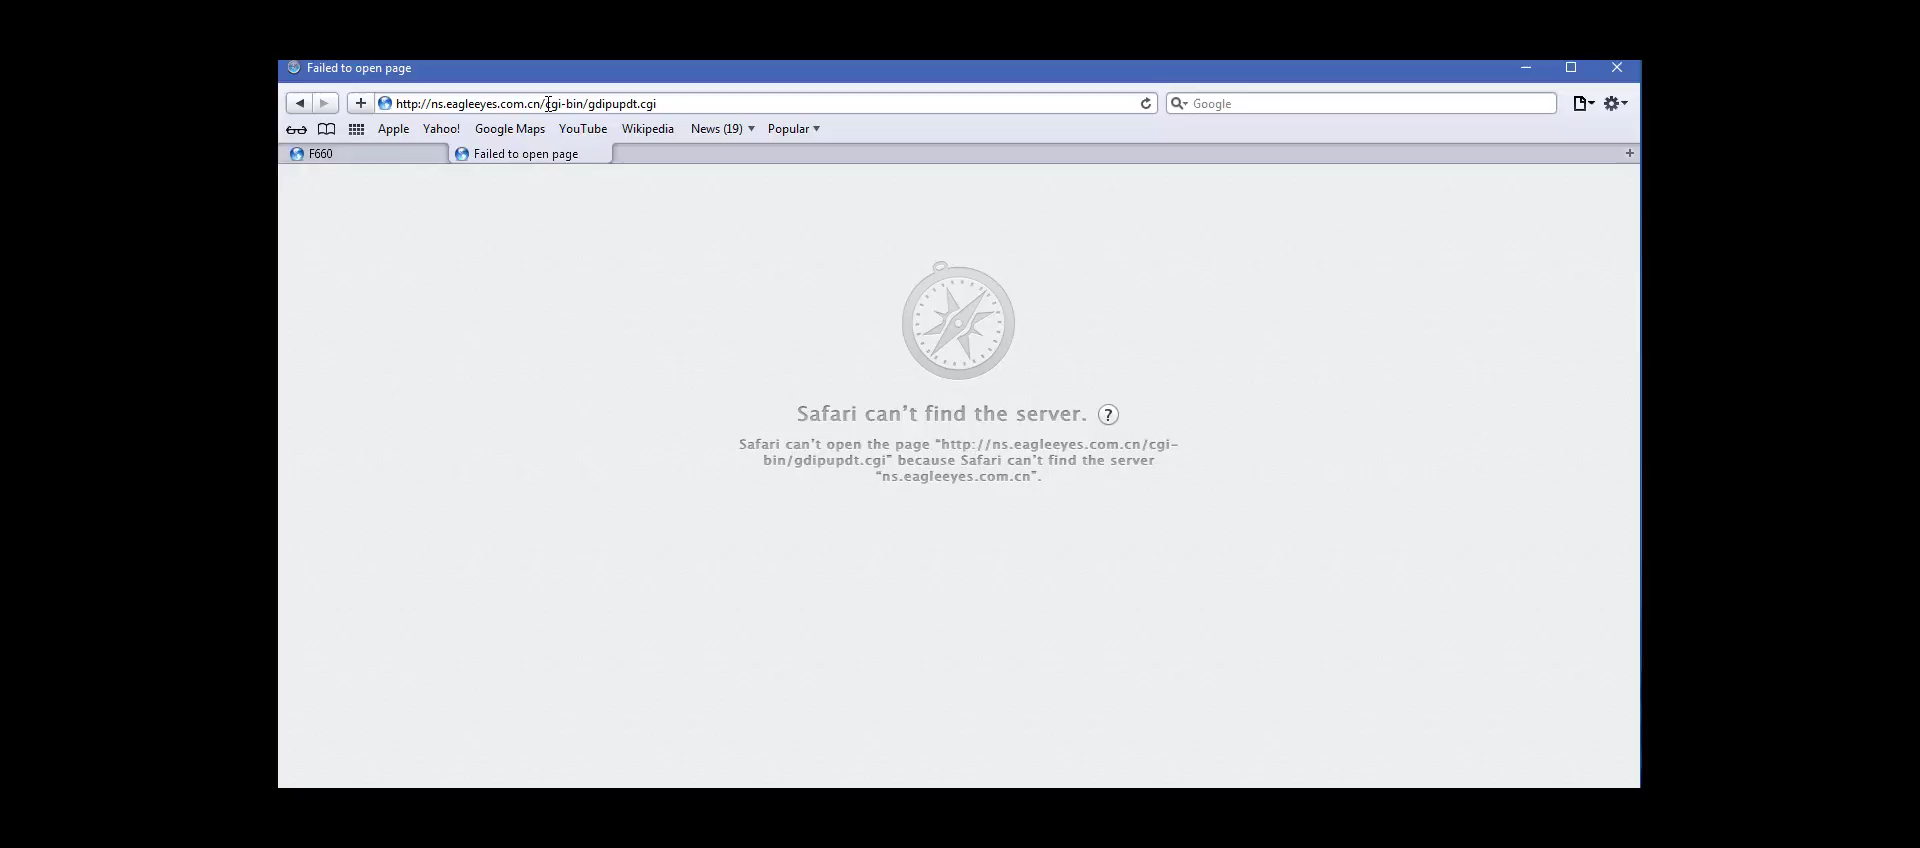 Failed to open page
http://ns.eagleeyes.com.cn/cgi-bin/gdipupdt.cgi
Google
Apple Yahoo! Google Maps YouTube Wikipedia News (19) Popular
F660 Failed to open page
Safari can’t find the server. ?
Safari can’t open the page “http://ns.eagleeyes.com.cn/cgi-
bin/gdipupdt.cgi” because Safari can’t find the server
“ns.eagleeyes.com.cn”.